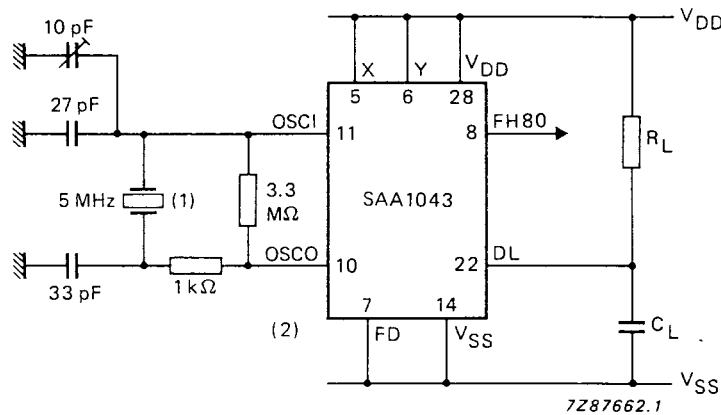 V_DD
10 pF
X
Y
V_DD
5
6
28
27 pF
OSCI
11
8
FH80
R_L
5 MHz
(1)
3.3
MΩ
SAA1043
OSCO
10
22
DL
33 pF
1 kΩ
7
14
C_L
(2)
FD
V_SS
V_SS
7Z87662.1